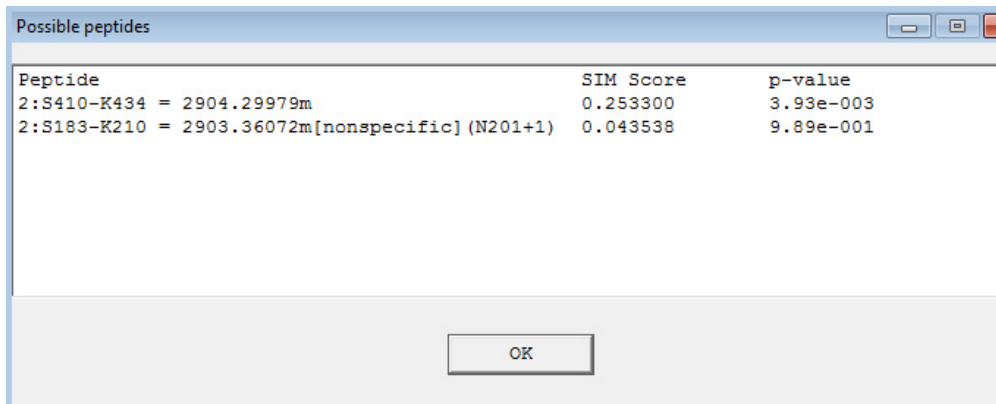 Possible peptides
Peptide SIM Score p-value
2:S410-K434 = 2904.29979m 0.253300 3.93e-003
2:S183-K210 = 2903.36072m[nonspecific](N201+1) 0.043538 9.89e-001
OK